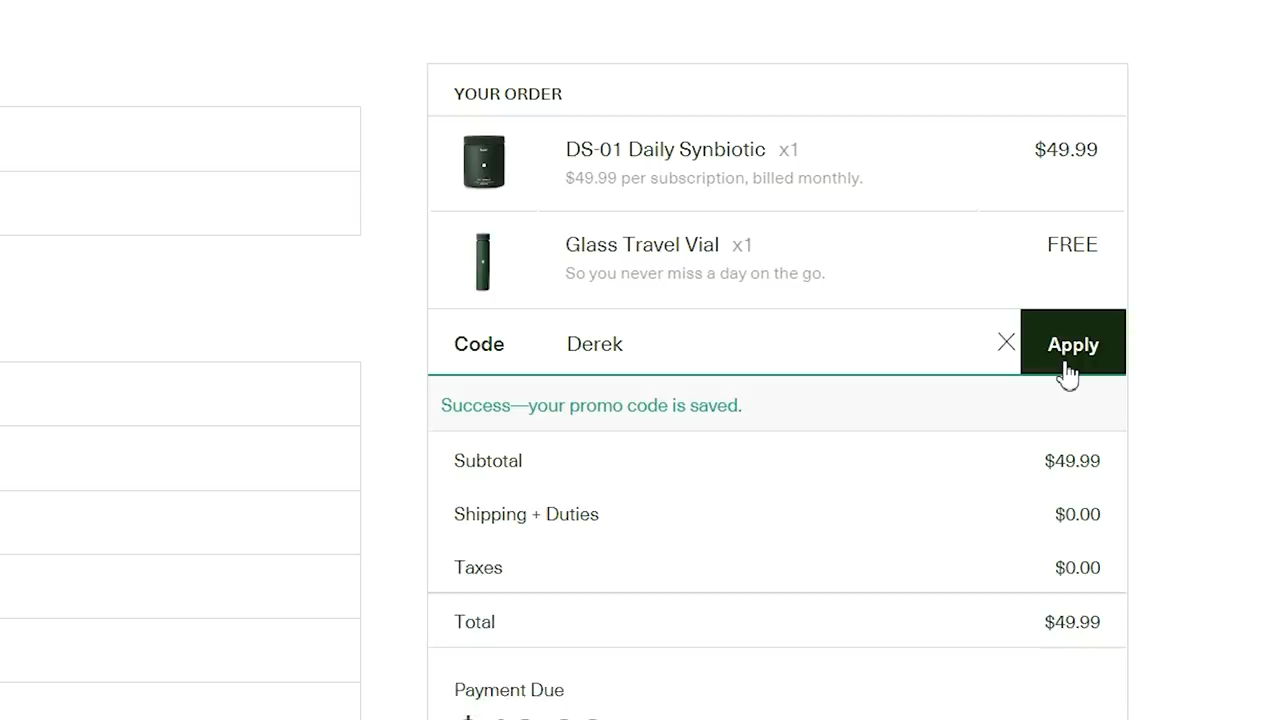 YOUR ORDER
DS-01 Daily Synbiotic x1 $49.99
$49.99 per subscription, billed monthly.
Glass Travel Vial x1 FREE
So you never miss a day on the go.
Code Derek Apply
Success—your promo code is saved.
Subtotal $49.99
Shipping + Duties $0.00
Taxes $0.00
Total $49.99
Payment Due